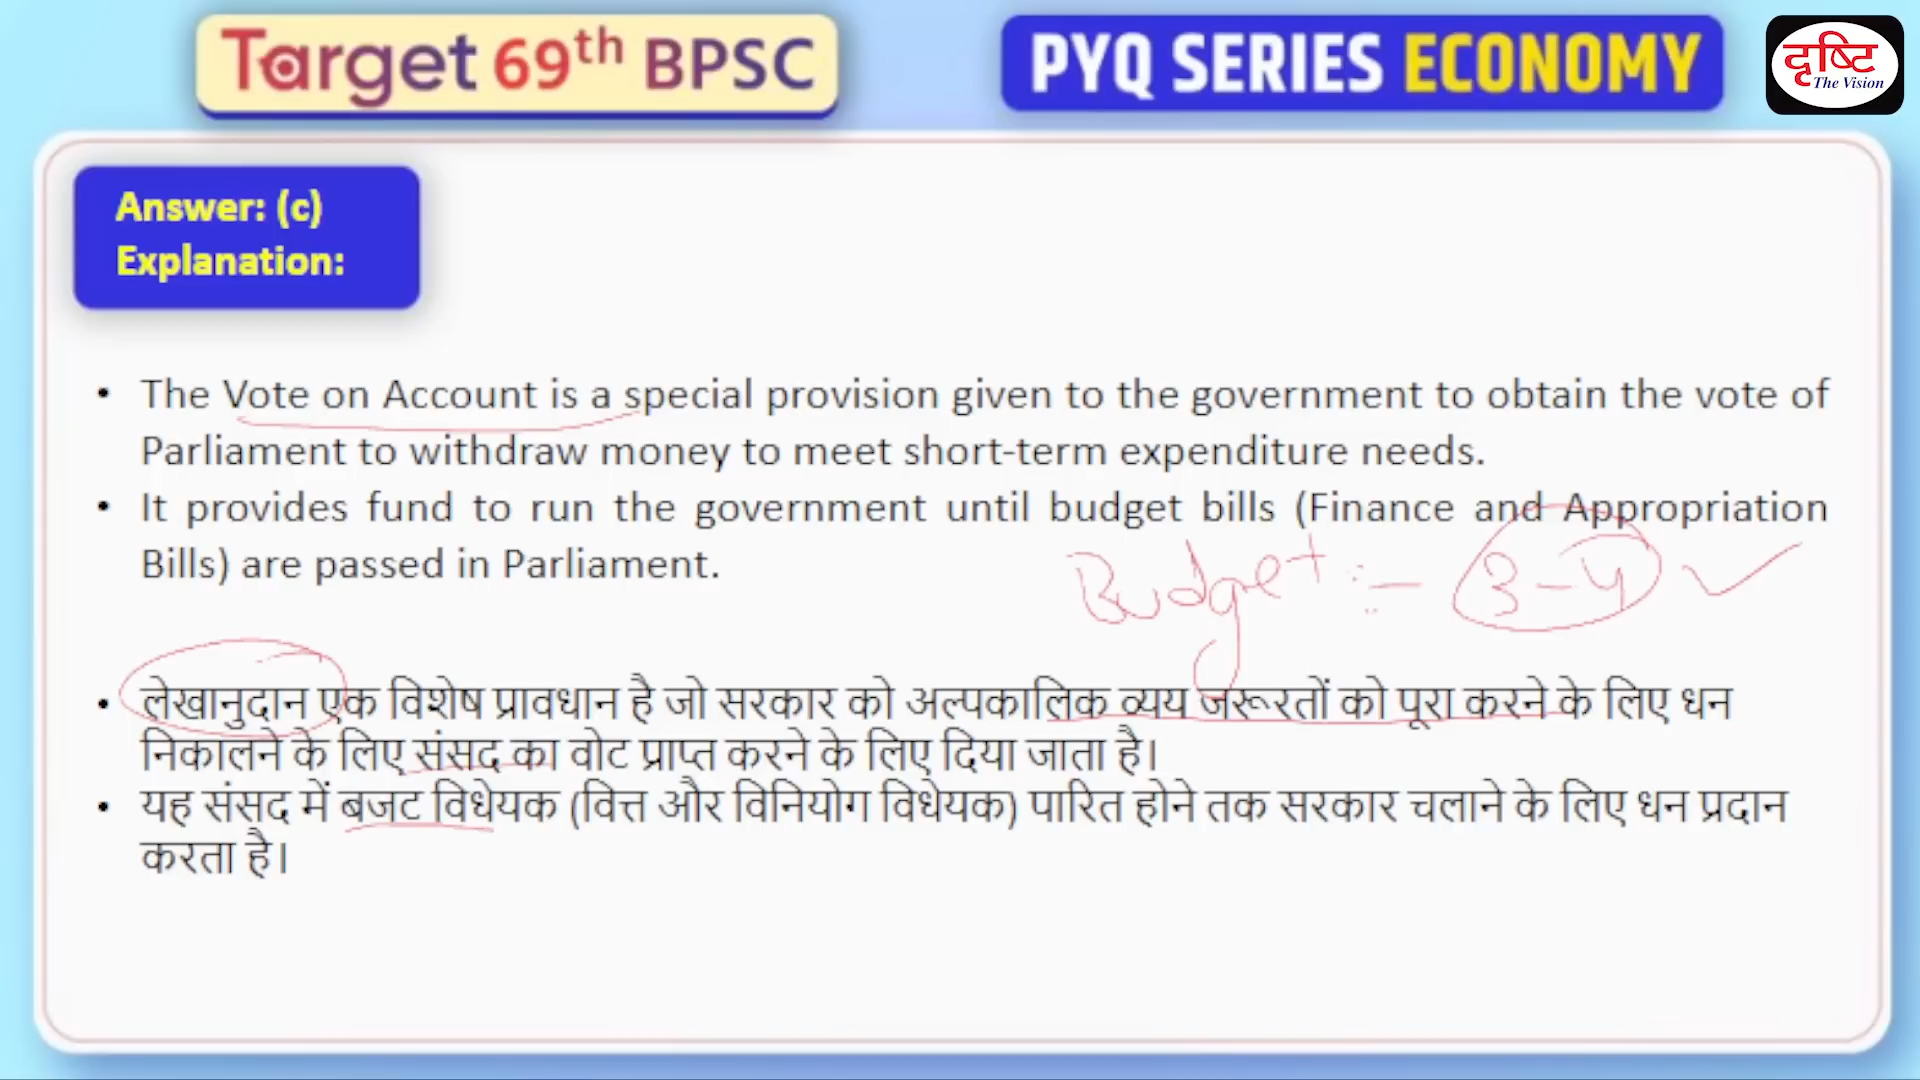 Target 69th BPSC
PYQ SERIES ECONOMY
दृष्टि
The Vision
Answer: (c)
Explanation:
• The Vote on Account is a special provision given to the government to obtain the vote of
Parliament to withdraw money to meet short-term expenditure needs.
• It provides fund to run the government until budget bills (Finance and Appropriation
Bills) are passed in Parliament.
Budget :- 3-4
• लेखानुदान एक विशेष प्रावधान है जो सरकार को अल्पकालिक व्यय जरूरतों को पूरा करने के लिए धन
निकालने के लिए संसद का वोट प्राप्त करने के लिए दिया जाता है।
• यह संसद में बजट विधेयक (वित्त और विनियोग विधेयक) पारित होने तक सरकार चलाने के लिए धन प्रदान
करता है।